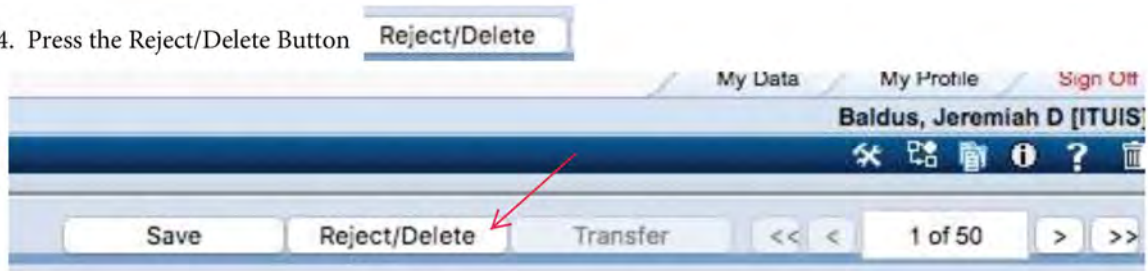 4. Press the Reject/Delete Button Reject/Delete
My Data My Profile Sign Off
Baldus, Jeremiah D [ITUIS]
? 
Save Reject/Delete Transfer << < 1 of 50 > >>